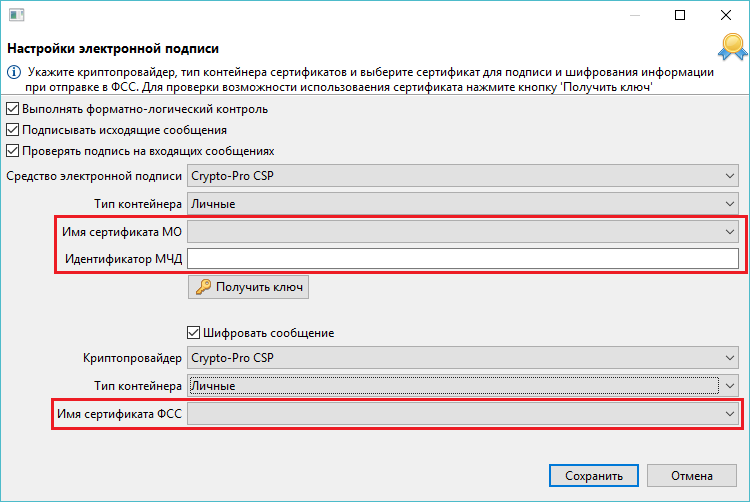 Настройки электронной подписи
Укажите криптопровайдер, тип контейнера сертификатов и выберите сертификат для подписи и шифрования информации
при отправке в ФСС. Для проверки возможности использоваения сертификата нажмите кнопку 'Получить ключ'
Выполнять форматно-логический контроль
Подписывать исходящие сообщения
Проверять подпись на входящих сообщениях
Средство электронной подписи Crypto-Pro CSP
Тип контейнера Личные
Имя сертификата МО
Идентификатор МЧД
Получить ключ
Шифровать сообщение
Криптопровайдер Crypto-Pro CSP
Тип контейнера Личные
Имя сертификата ФСС
Сохранить Отмена